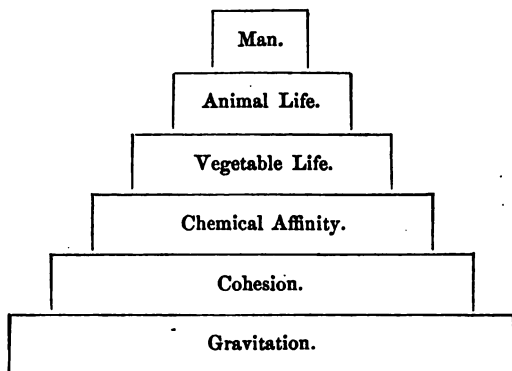 Man.
Animal Life.
Vegetable Life.
Chemical Affinity.
Cohesion.
Gravitation.